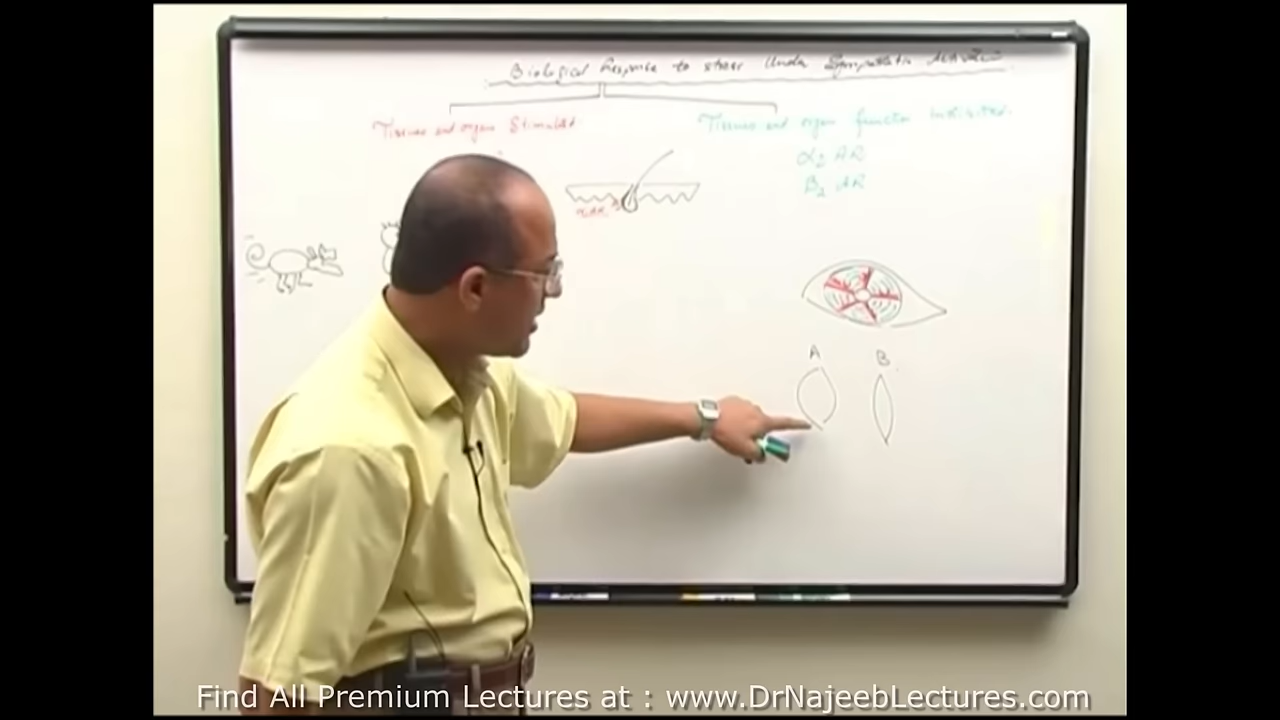 Biological Response to stress Under Sympathetic Activation
Tissues and organ Stimulated
Tissues and organ function Inhibited.
α2 AR
β2 AR
A B
Find All Premium Lectures at : www.DrNajeebLectures.com